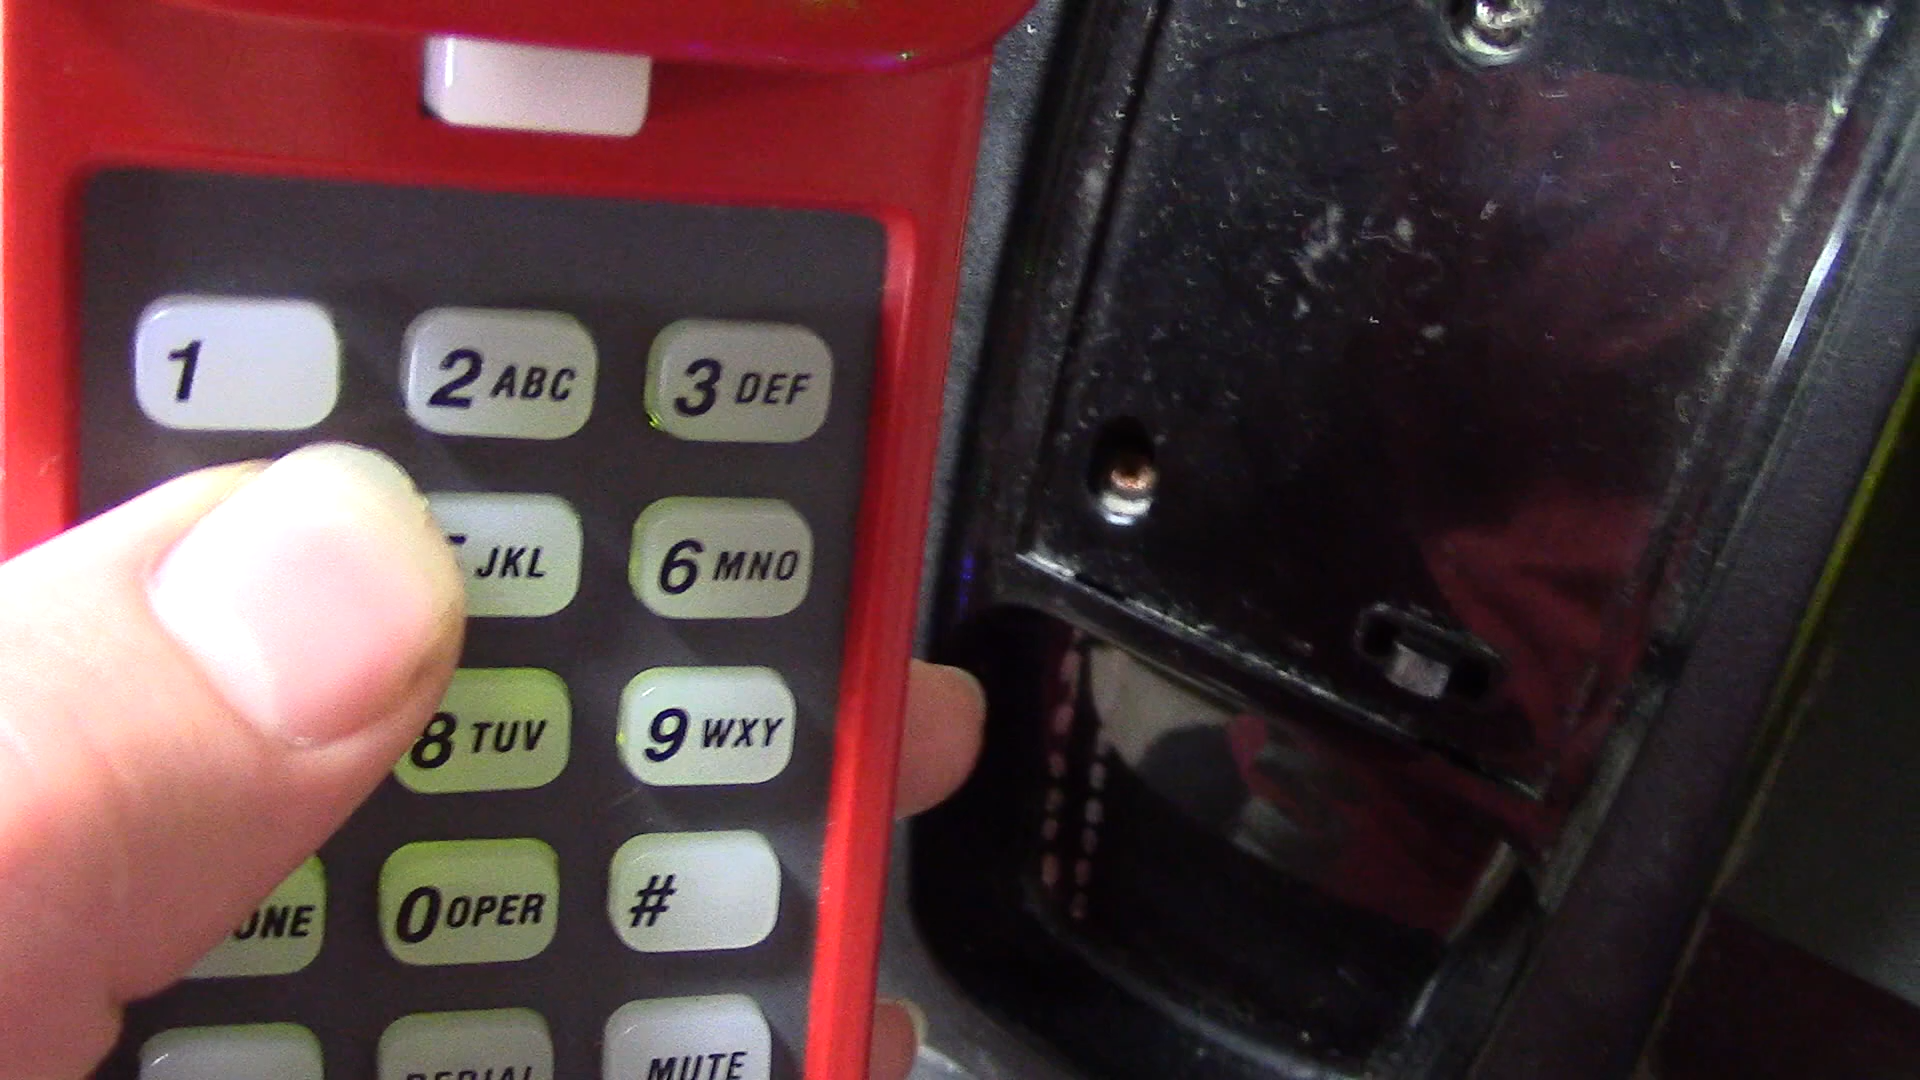 1 2 ABC 3 DEF
JKL 6 MNO
8 TUV 9 WXY
0 OPER #
MUTE